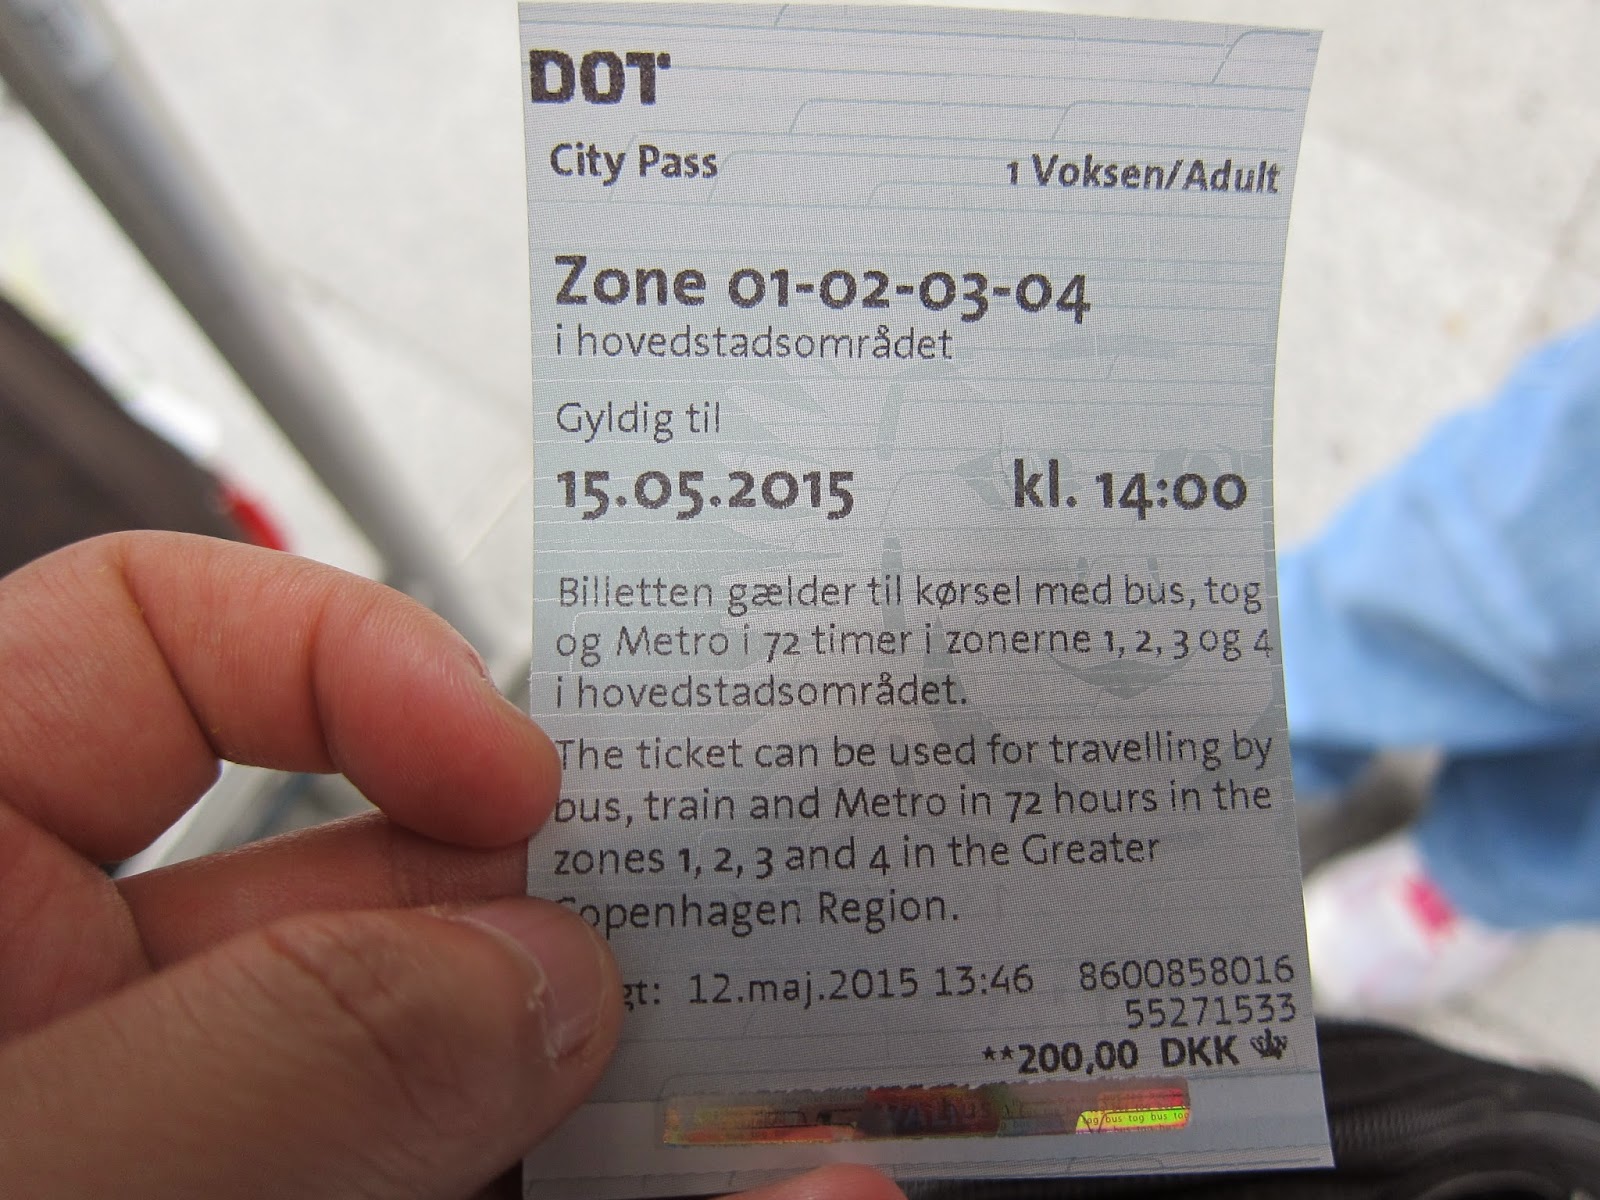 DOT
City Pass 1 Voksen/Adult
Zone 01-02-03-04
i hovedstadsområdet
Gyldig til
15.05.2015 kl. 14:00
Billetten gælder til kørsel med bus, tog
og Metro i 72 timer i zonerne 1, 2, 3 og 4
i hovedstadsområdet.
The ticket can be used for travelling by
bus, train and Metro in 72 hours in the
zones 1, 2, 3 and 4 in the Greater
Copenhagen Region.
12.maj.2015 13:46 8600858016
55271533
**200,00 DKK
bus tog bus tog